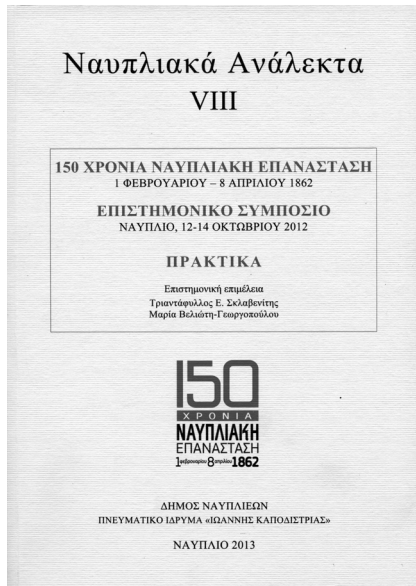 Ναυπλιακά Ανάλεκτα
VIII
150 ΧΡΟΝΙΑ ΝΑΥΠΛΙΑΚΗ ΕΠΑΝΑΣΤΑΣΗ
1 ΦΕΒΡΟΥΑΡΙΟΥ – 8 ΑΠΡΙΛΙΟΥ 1862
ΕΠΙΣΤΗΜΟΝΙΚΟ ΣΥΜΠΟΣΙΟ
ΝΑΥΠΛΙΟ, 12-14 ΟΚΤΩΒΡΙΟΥ 2012
ΠΡΑΚΤΙΚΑ
Επιστημονική επιμέλεια
Τριαντάφυλλος Ε. Σκλαβενίτης
Μαρία Βελιώτη-Γεωργοπούλου
150
ΧΡΟΝΙΑ
ΝΑΥΠΛΙΑΚΗ
ΕΠΑΝΑΣΤΑΣΗ
1φεβρουαρίου-8απριλίου1862
ΔΗΜΟΣ ΝΑΥΠΛΙΕΩΝ
ΠΝΕΥΜΑΤΙΚΟ ΙΔΡΥΜΑ «ΙΩΑΝΝΗΣ ΚΑΠΟΔΙΣΤΡΙΑΣ»
ΝΑΥΠΛΙΟ 2013